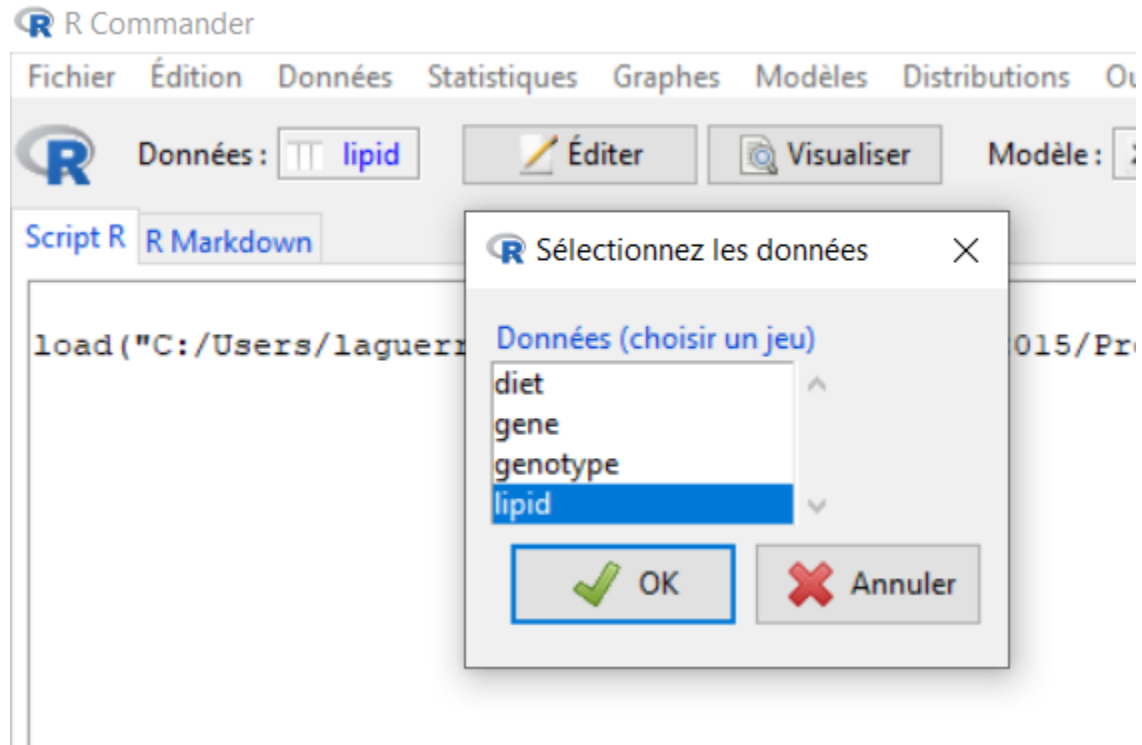 R Commander
Fichier Édition Données Statistiques Graphes Modèles Distributions
Données : lipid Éditer Visualiser Modèle :
Script R R Markdown
Sélectionnez les données
Données (choisir un jeu)
load("C:/Users/laguerr 015/Pr
diet
gene
genotype
lipid
OK Annuler